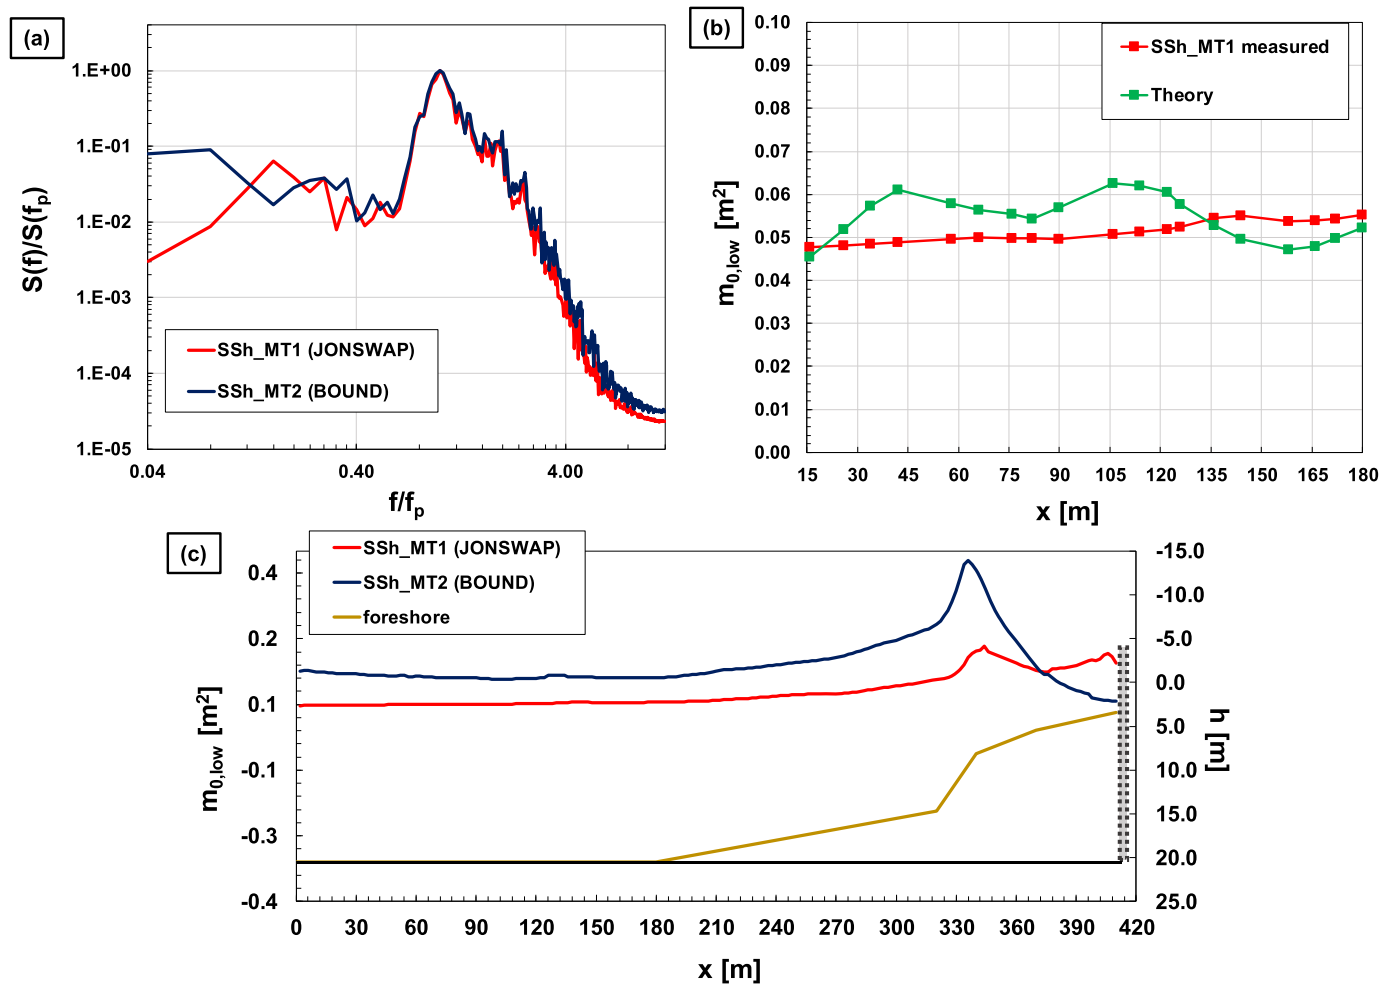 (a)
S(f)/S(fp)
1.E+00
1.E-01
1.E-02
1.E-03
1.E-04
1.E-05
SSh_MT1 (JONSWAP)
SSh_MT2 (BOUND)
0.04 0.40 4.00
f/fp
(b)
m0,low [m2]
0.10
0.09
0.08
0.07
0.06
0.05
0.04
0.03
0.02
0.01
0.00
SSh_MT1 measured
Theory
15 30 45 60 75 90 105 120 135 150 165 180
x [m]
(c)
SSh_MT1 (JONSWAP)
SSh_MT2 (BOUND)
foreshore
m0,low [m2]
0.4
0.2
0.1
-0.1
-0.3
-0.4
-15.0
-10.0
-5.0
0.0
5.0
10.0
15.0
20.0
25.0
h [m]
0 30 60 90 120 150 180 210 240 270 300 330 360 390 420
x [m]